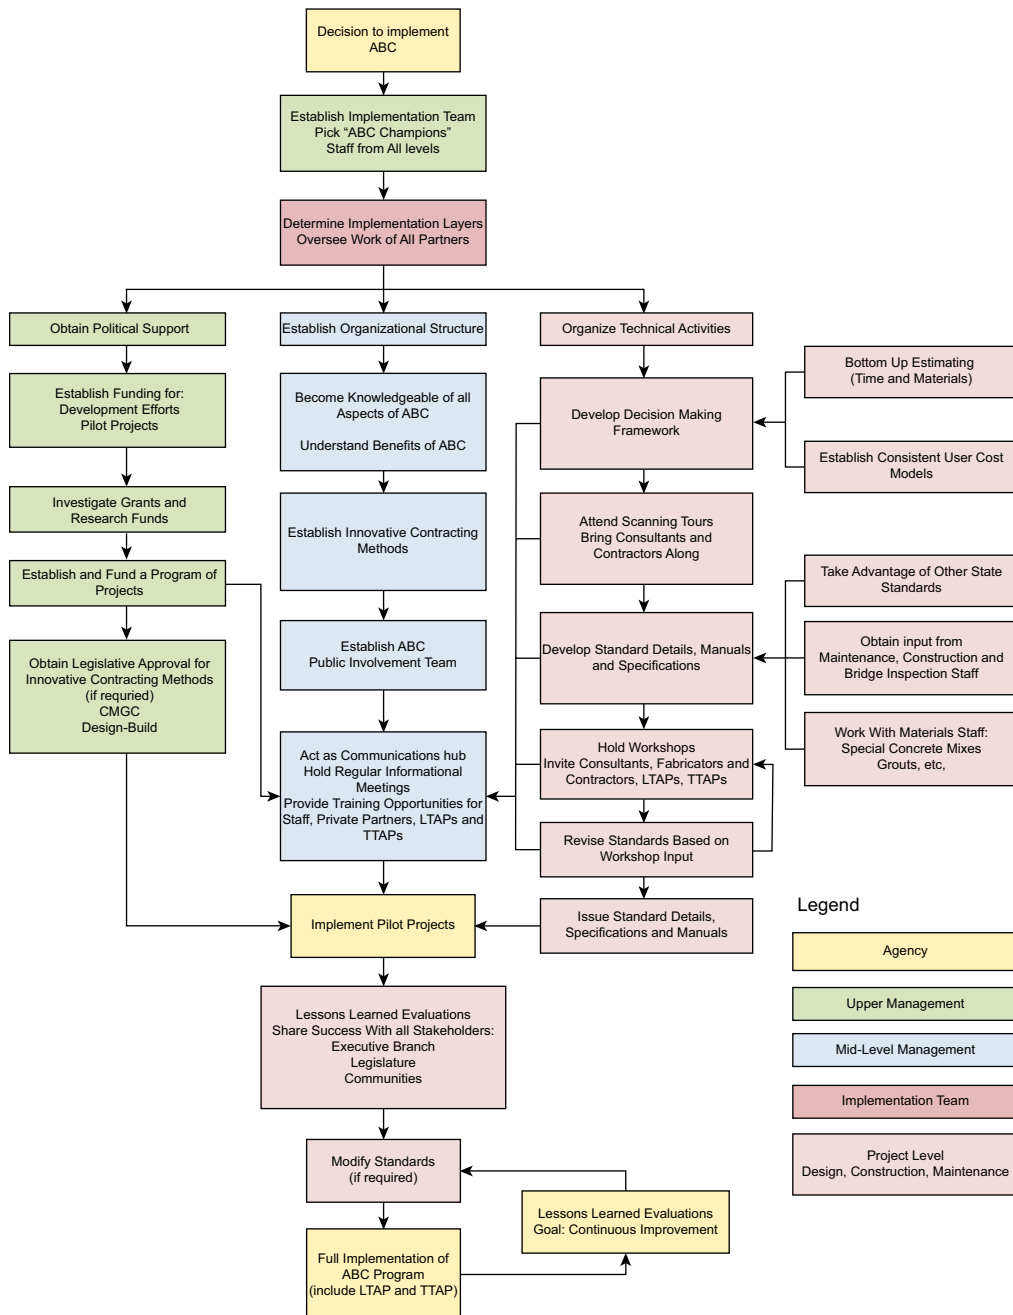 Decision to implement
ABC
Establish Implementation Team
Pick “ABC Champions”
Staff from All levels
Determine Implementation Layers
Oversee Work of All Partners
Obtain Political Support
Establish Funding for:
Development Efforts
Pilot Projects
Investigate Grants and
Research Funds
Establish and Fund a Program of
Projects
Obtain Legislative Approval for
Innovative Contracting Methods
(if requried)
CMGC
Design-Build
Establish Organizational Structure
Become Knowledgeable of all
Aspects of ABC
Understand Benefits of ABC
Establish Innovative Contracting
Methods
Establish ABC
Public Involvement Team
Act as Communications hub
Hold Regular Informational
Meetings
Provide Training Opportunities for
Staff, Private Partners, LTAPs and
TTAPs
Organize Technical Activities
Develop Decision Making
Framework
Attend Scanning Tours
Bring Consultants and
Contractors Along
Develop Standard Details, Manuals
and Specifications
Hold Workshops
Invite Consultants, Fabricators and
Contractors, LTAPs, TTAPs
Revise Standards Based on
Workshop Input
Issue Standard Details,
Specifications and Manuals
Bottom Up Estimating
(Time and Materials)
Establish Consistent User Cost
Models
Take Advantage of Other State
Standards
Obtain input from
Maintenance, Construction and
Bridge Inspection Staff
Work With Materials Staff:
Special Concrete Mixes
Grouts, etc,
Implement Pilot Projects
Lessons Learned Evaluations
Share Success With all Stakeholders:
Executive Branch
Legislature
Communities
Modify Standards
(if required)
Full Implementation of
ABC Program
(include LTAP and TTAP)
Lessons Learned Evaluations
Goal: Continuous Improvement
Legend
Agency
Upper Management
Mid-Level Management
Implementation Team
Project Level
Design, Construction, Maintenance